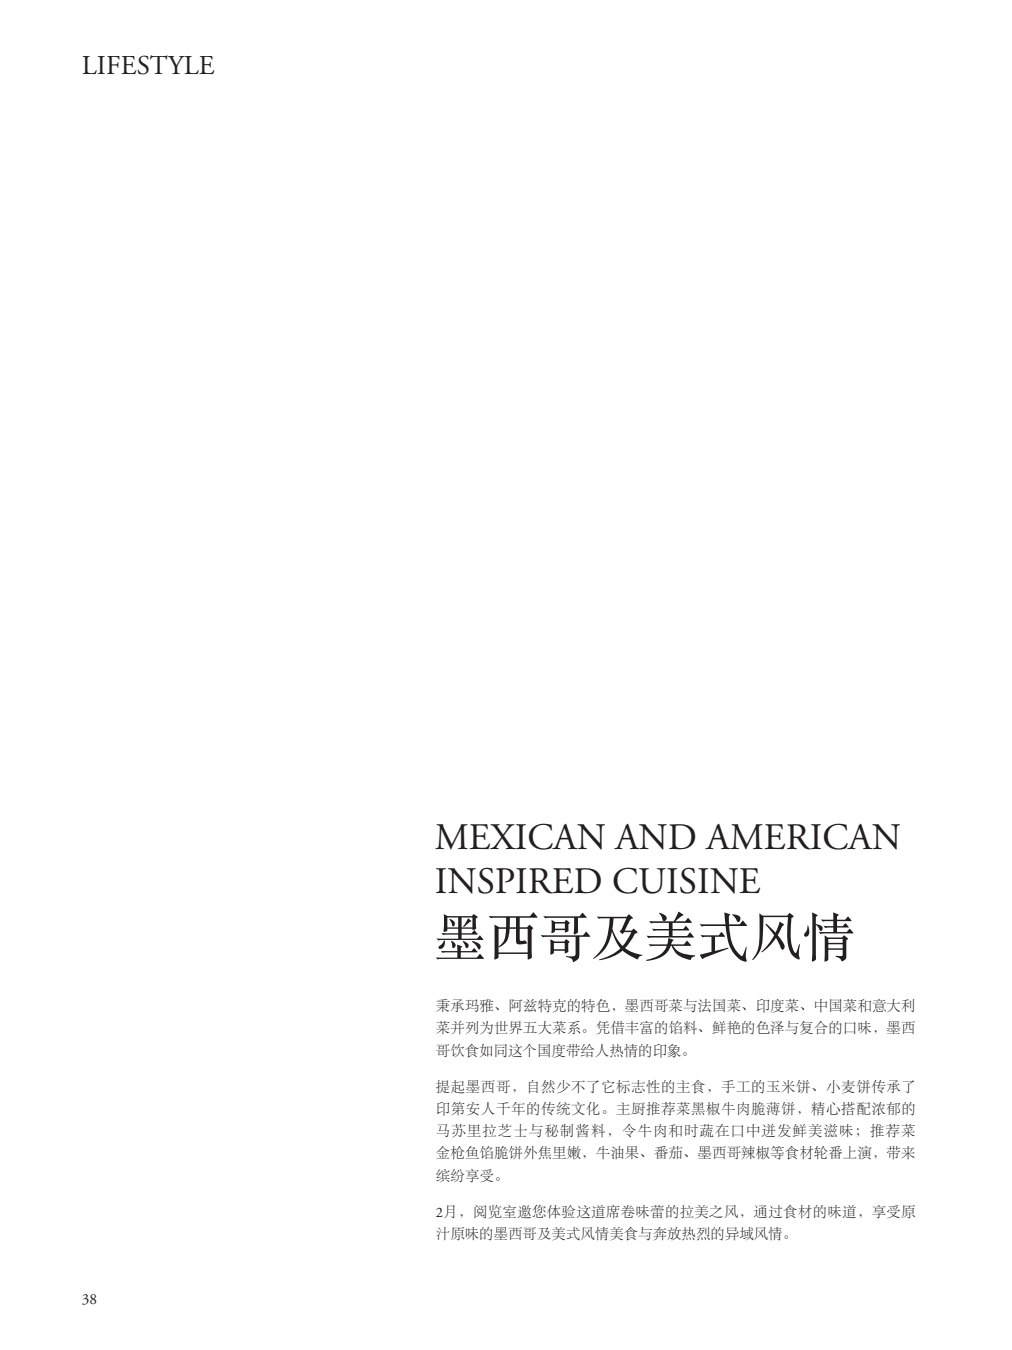 LIFESTYLE
MEXICAN AND AMERICAN
INSPIRED CUISINE
墨西哥及美式风情
秉承玛雅、阿兹特克的特色，墨西哥菜与法国菜、印度菜、中国菜和意大利
菜并列为世界五大菜系。凭借丰富的馅料、鲜艳的色泽与复合的口味，墨西
哥饮食如同这个国度带给人热情的印象。
提起墨西哥，自然少不了它标志性的主食，手工的玉米饼、小麦饼传承了
印第安人千年的传统文化。主厨推荐菜黑椒牛肉脆薄饼，精心搭配浓郁的
马苏里拉芝士与秘制酱料，令牛肉和时蔬在口中迸发鲜美滋味；推荐菜
金枪鱼馅脆饼外焦里嫩，牛油果、番茄、墨西哥辣椒等食材轮番上演，带来
缤纷享受。
2月，阅览室邀您体验这道席卷味蕾的拉美之风，通过食材的味道，享受原
汁原味的墨西哥及美式风情美食与奔放热烈的异域风情。
38